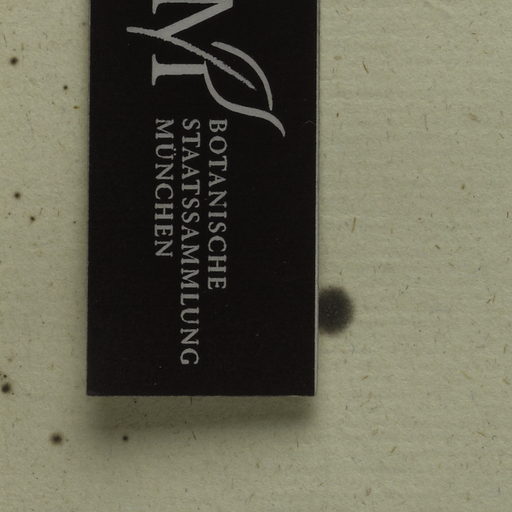 M
BOTANISCHE
STAATSSAMMLUNG
MÜNCHEN